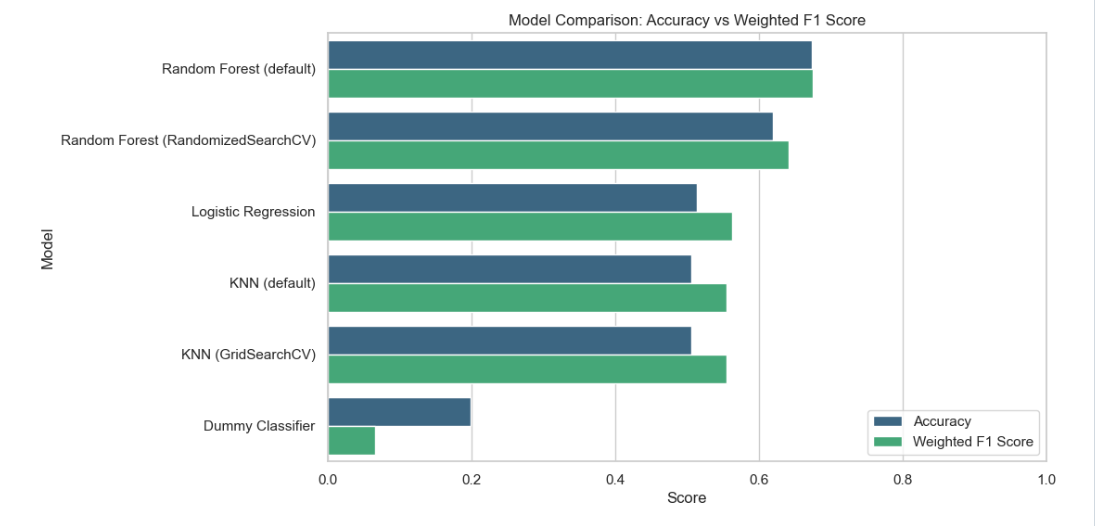 Model Comparison: Accuracy vs Weighted F1 Score
Model
Random Forest (default)
Random Forest (RandomizedSearchCV)
Logistic Regression
KNN (default)
KNN (GridSearchCV)
Dummy Classifier
Accuracy
Weighted F1 Score
0.0 0.2 0.4 0.6 0.8 1.0
Score